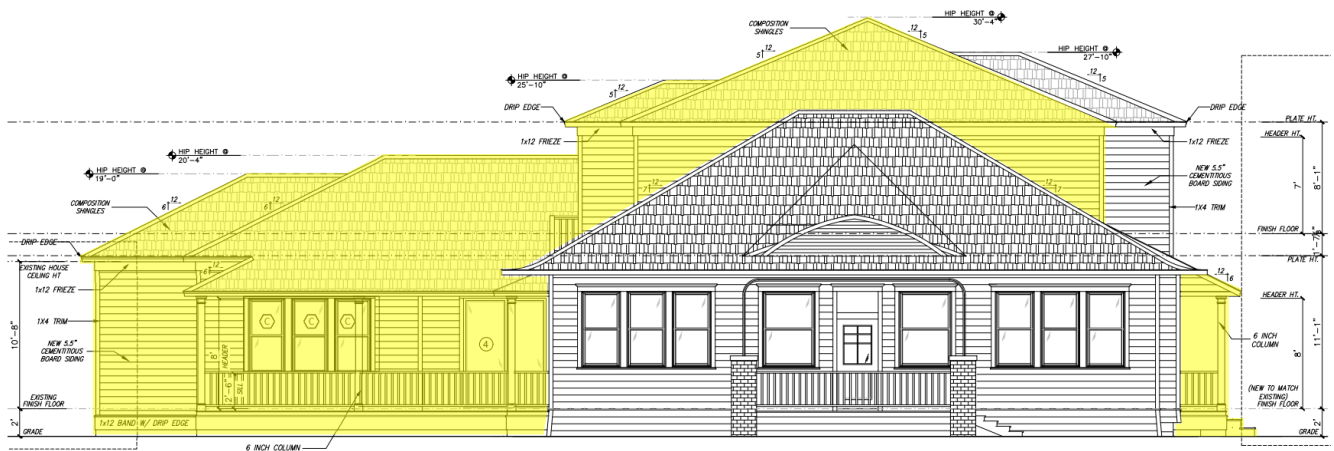 HIP HEIGHT @
30'-4"
COMPOSITION
SHINGLES
12
5
12
5
HIP HEIGHT @
27'-10"
12
5
HIP HEIGHT @
25'-10"
12
5
DRIP EDGE
DRIP EDGE
1x12 FRIEZE
1x12 FRIEZE
PLATE HT.
HEADER HT.
HIP HEIGHT @
20'-4"
HIP HEIGHT @
19'-0"
NEW 5.5"
CEMENTITIOUS
BOARD SIDING
7'
8'-1"
12
7
12
7
1X4 TRIM
12
6
12
6
COMPOSITION
SHINGLES
FINISH FLOOR
DRIP EDGE
PLATE HT.
EXISTING HOUSE
CEILING HT
6
12
6
1x12 FRIEZE
HEADER HT.
1X4 TRIM
C
C
C
6 INCH
COLUMN
NEW 5.5"
CEMENTITIOUS
BOARD SIDING
10'-8"
4
8'
HEADER
2'-6"
SILL
8'
11'-1"
EXISTING
FINISH FLOOR
(NEW TO MATCH
EXISTING)
FINISH FLOOR
1x12 BAND W/ DRIP EDGE
2'
GRADE
GRADE
2'
6 INCH COLUMN